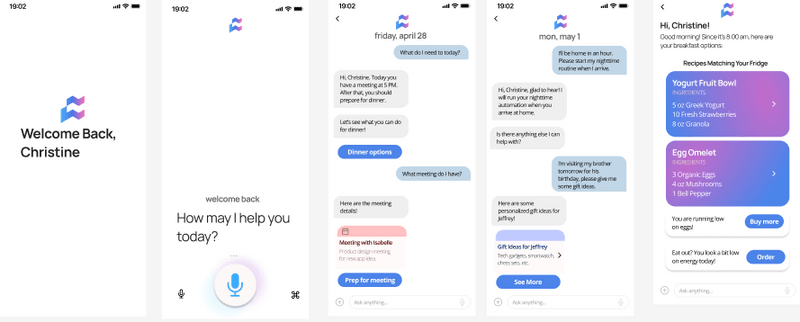 19:02
Welcome Back,
Christine
19:02
welcome back
How may I help you
today?
19:02
friday, april 28
What do I need to today?
Hi, Christine. Today you
have a meeting at 5 PM.
After that, you should
prepare for dinner.
Let's see what you can do
for dinner!
Dinner options
What meeting do I have?
Here are the meeting
details!
Meeting with Isabelle
Product design meeting
for new app idea.
Prep for meeting
Ask anything...
19:02
mon, may 1
I'll be home in an hour.
Please start my nighttime
routine when I arrive.
Hi, Christine, glad to hear! I
will run your nighttime
automation when you
arrive at home.
Is there anything else I can
help with?
I'm visiting my brother
tomorrow for his
birthday, please give me
some gift ideas.
Here are some
personalized gift ideas for
Jeffrey!
Gift Ideas for Jeffrey
Tech gadgets, smartwatch,
chess sets, etc.
See More
Ask anything...
Hi, Christine!
Good morning! Since it's 8:00 am, here are
your breakfast options:
Recipes Matching Your Fridge
Yogurt Fruit Bowl
INGREDIENTS
5 oz Greek Yogurt
10 Fresh Strawberries
8 oz Granola
Egg Omelet
INGREDIENTS
3 Organic Eggs
4 oz Mushrooms
1 Bell Pepper
You are running low
on eggs!
Buy more
Eat out? You look a bit low
on energy today!
Order
Ask anything...